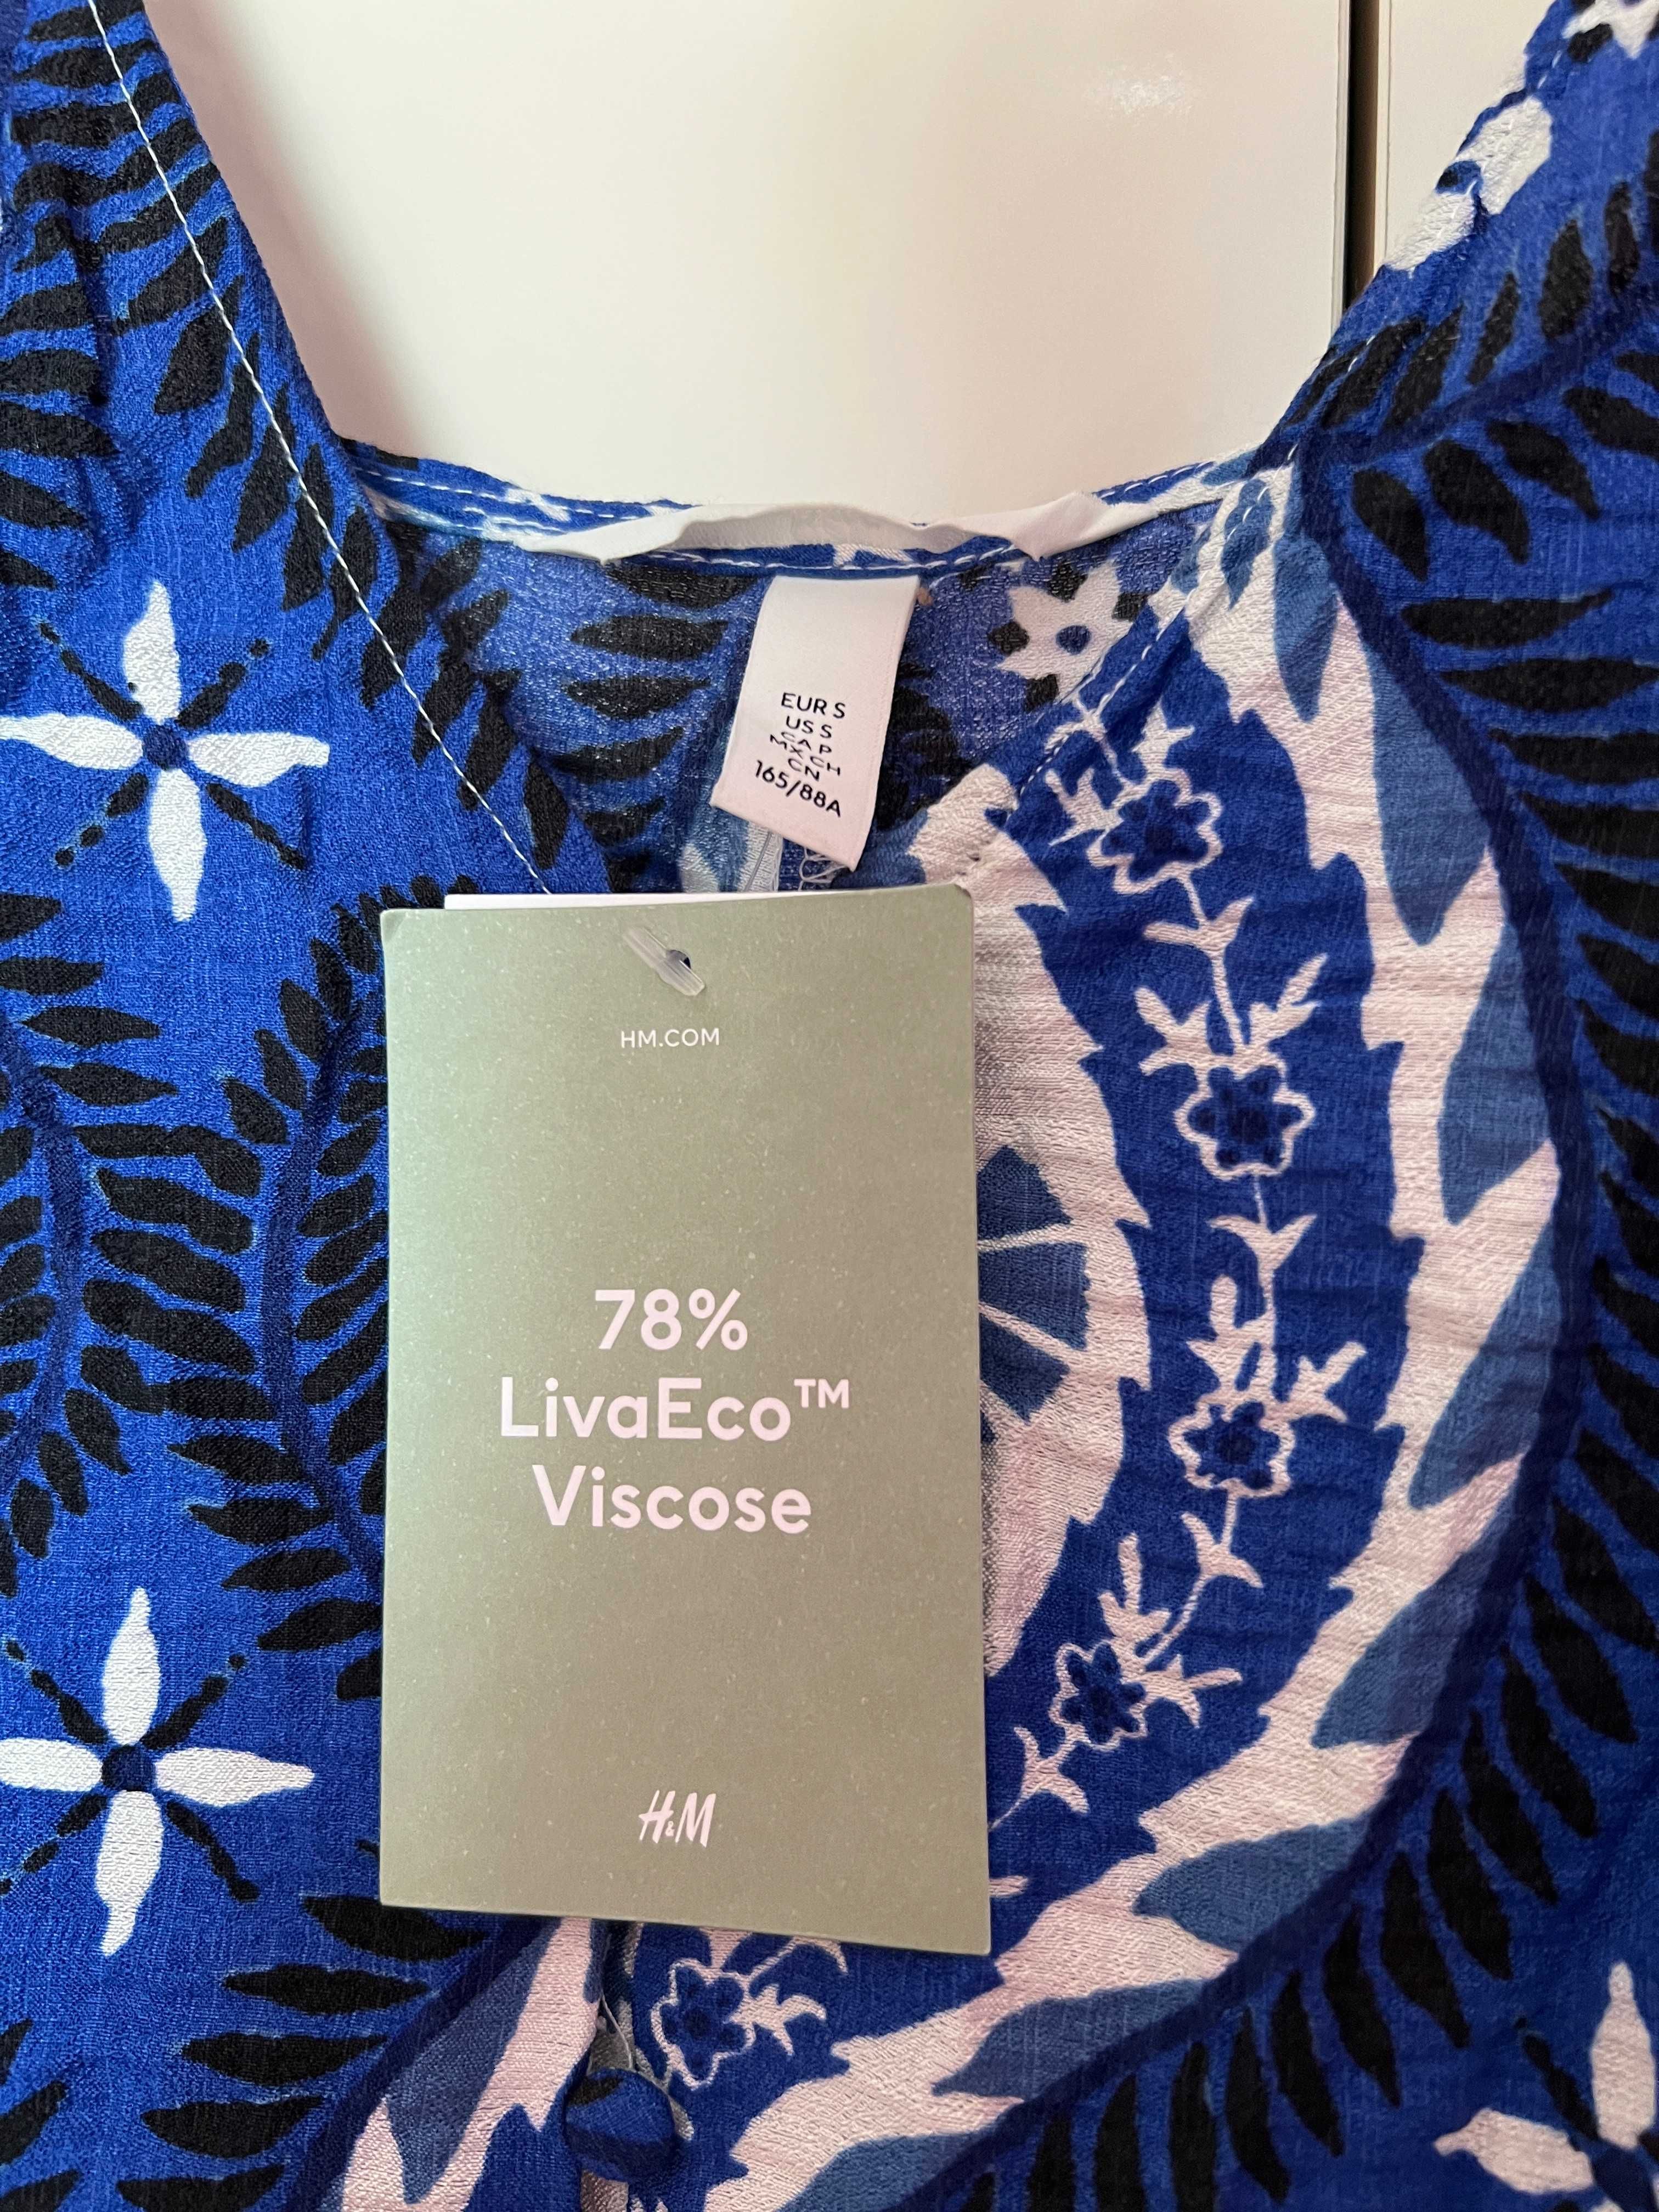 EUR S
US S
CA P
MX CH
CN
165/88A
HM.COM
78%
LivaEco™
Viscose
H&M